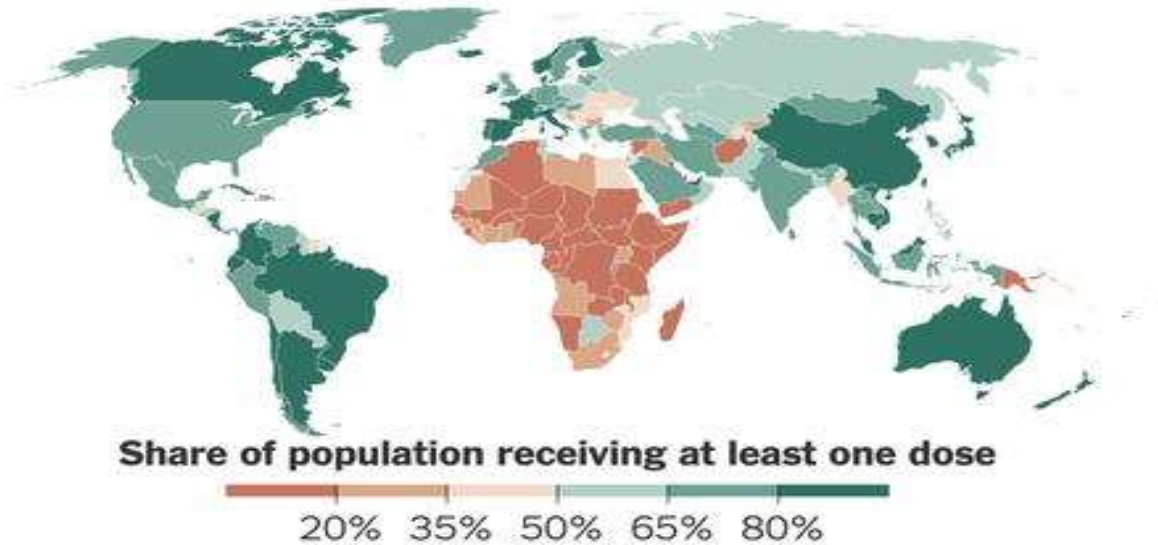 Share of population receiving at least one dose
20% 35% 50% 65% 80%